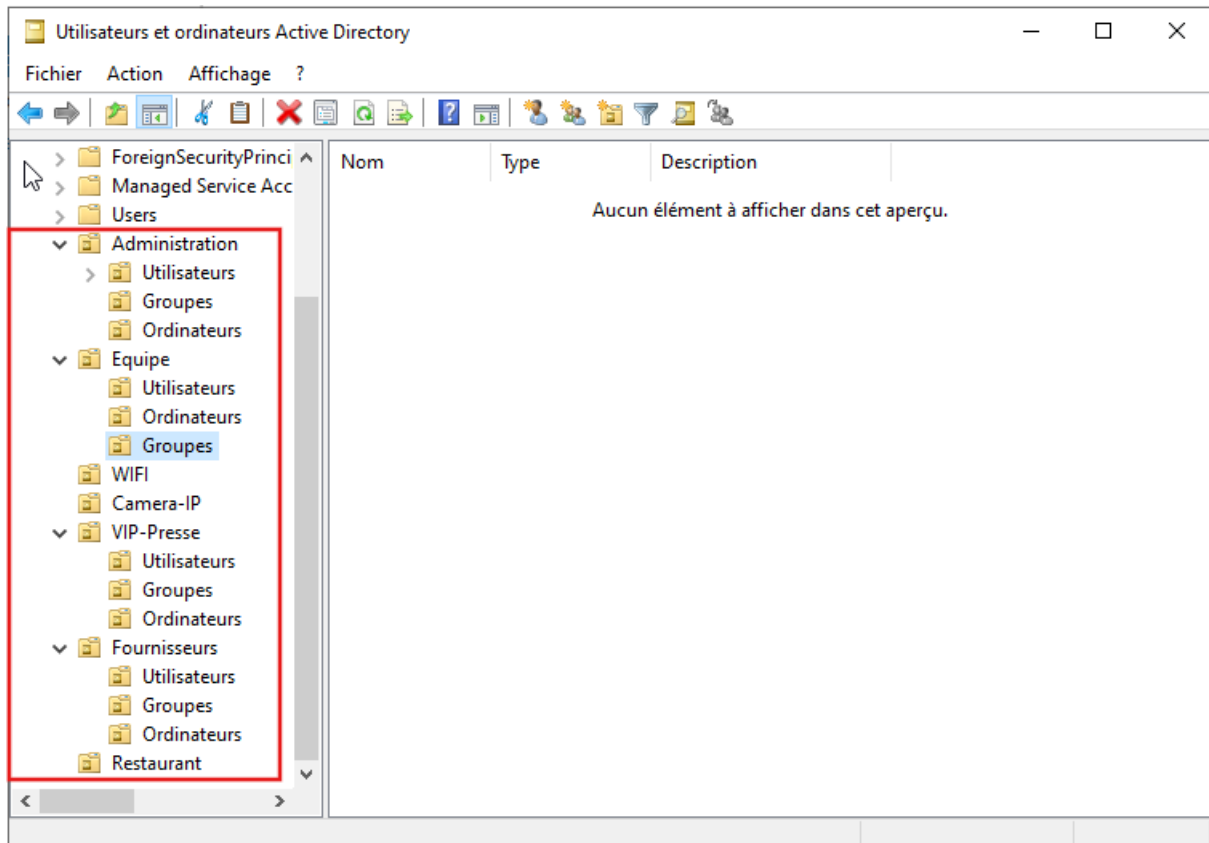 Utilisateurs et ordinateurs Active Directory
Fichier Action Affichage ?
ForeignSecurityPrinci
Managed Service Acc
Users
Administration
Utilisateurs
Groupes
Ordinateurs
Equipe
Utilisateurs
Ordinateurs
Groupes
WIFI
Camera-IP
VIP-Presse
Utilisateurs
Groupes
Ordinateurs
Fournisseurs
Utilisateurs
Groupes
Ordinateurs
Restaurant
Nom Type Description
Aucun élément à afficher dans cet aperçu.